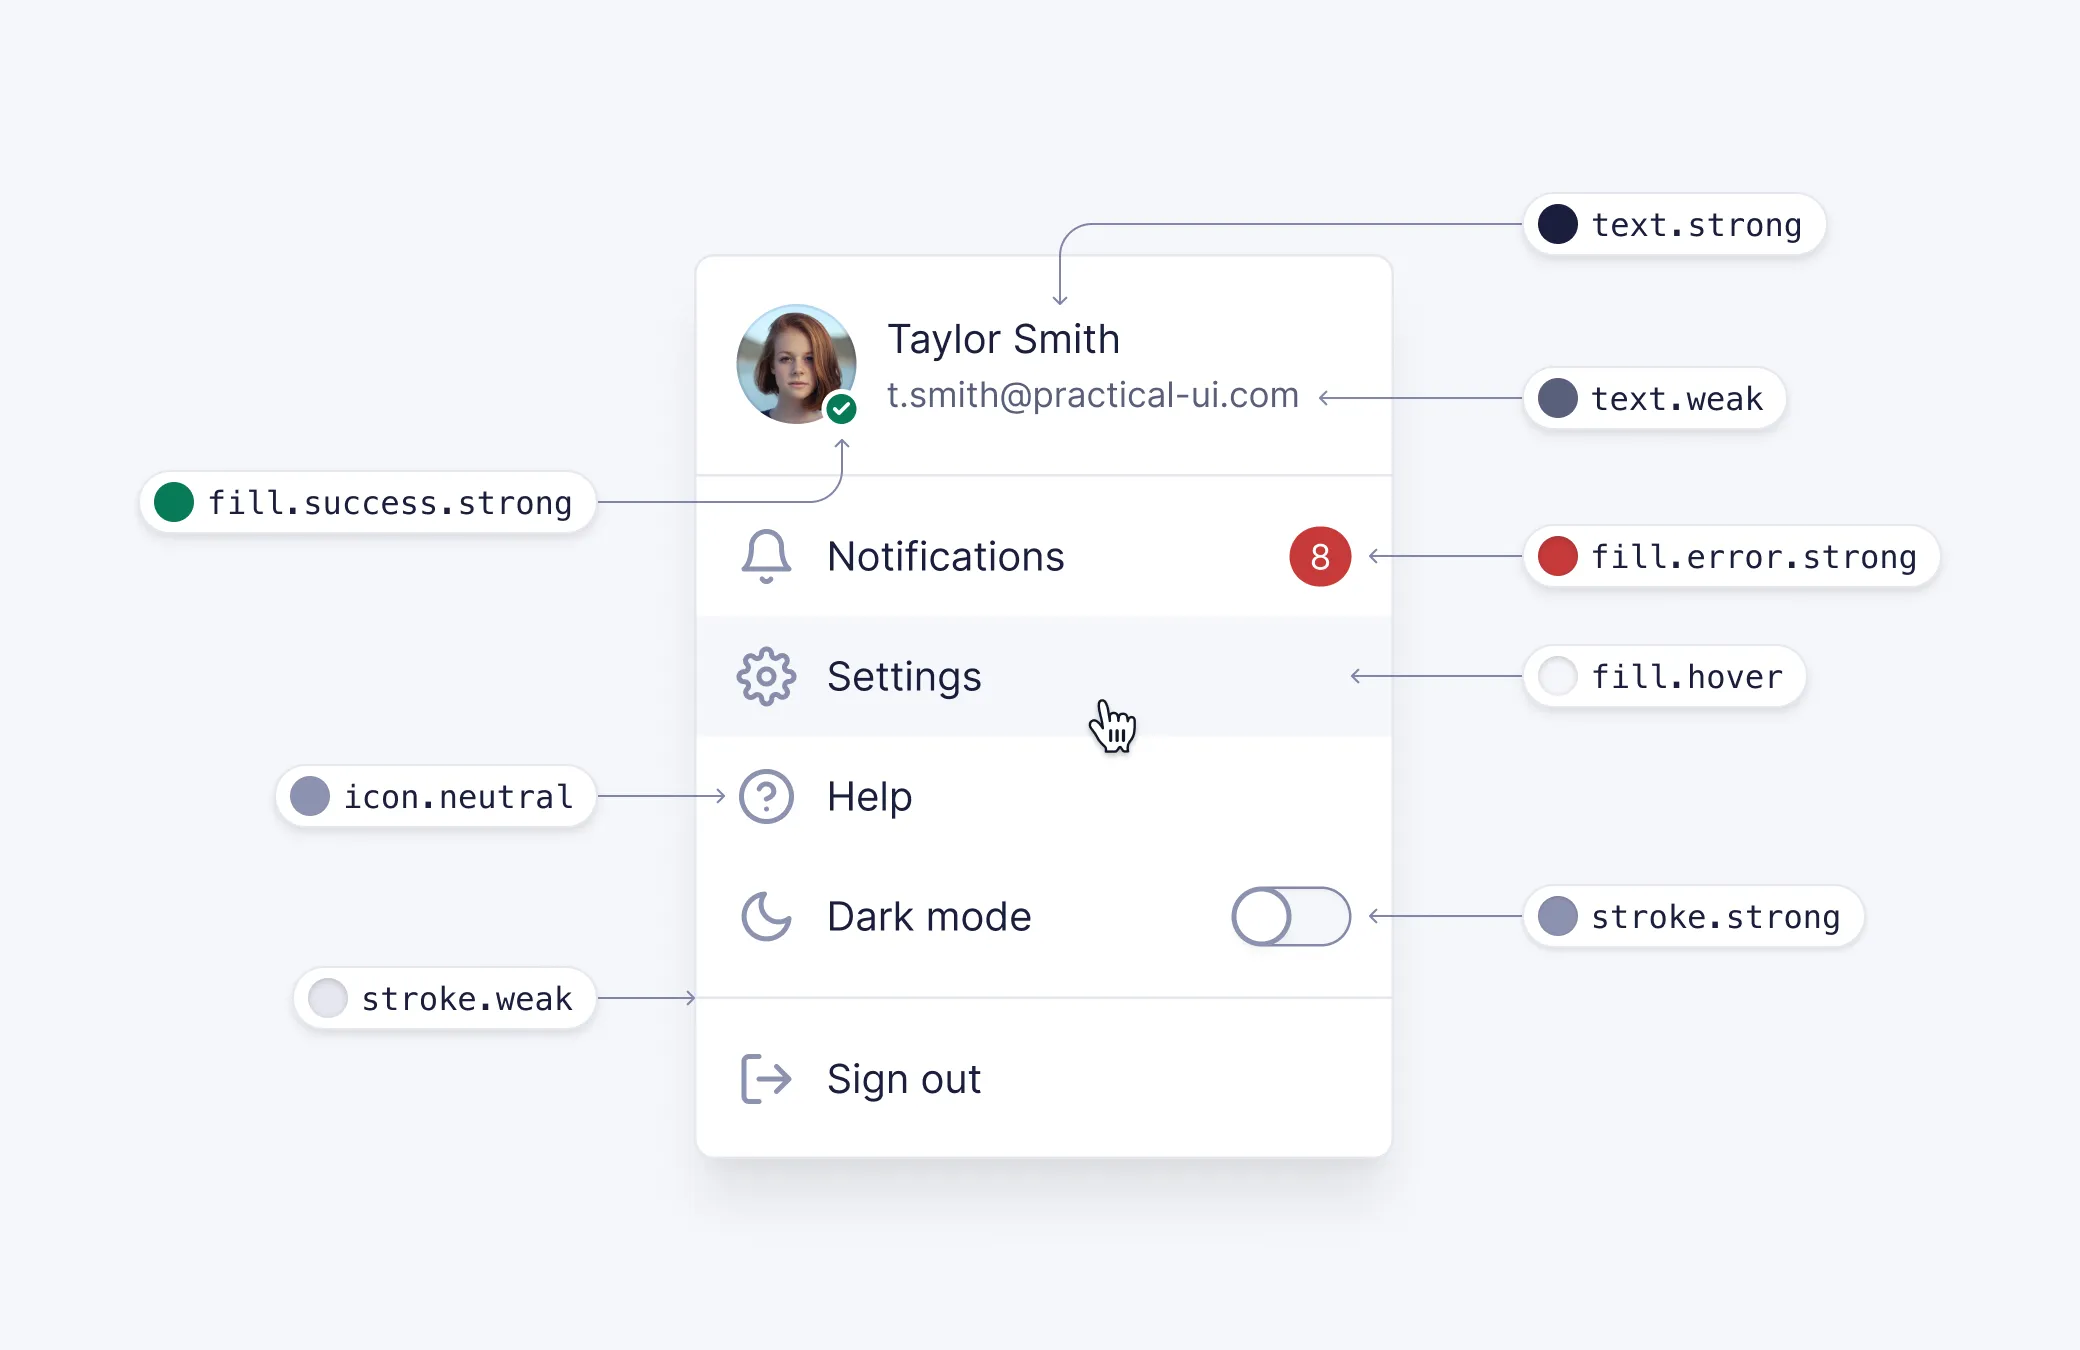 text.strong
Taylor Smith
t.smith@practical-ui.com
text.weak
fill.success.strong
Notifications
8
fill.error.strong
Settings
fill.hover
icon.neutral
Help
Dark mode
stroke.strong
stroke.weak
Sign out